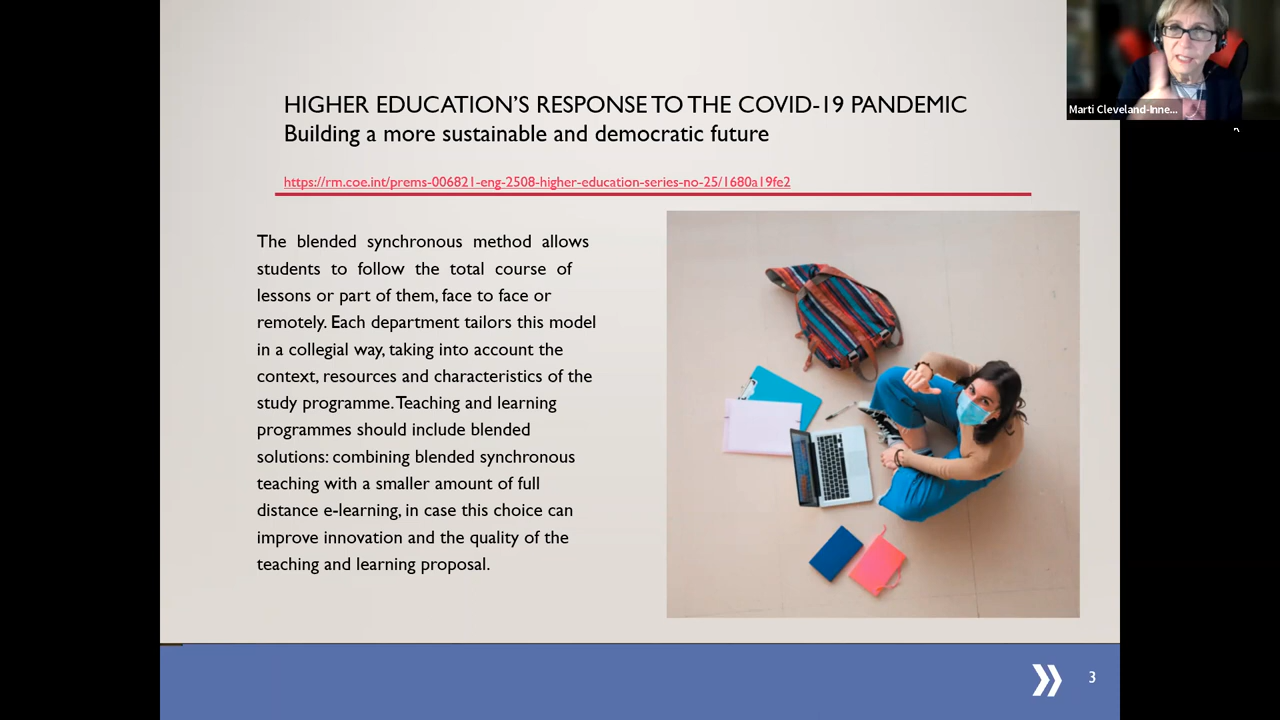 HIGHER EDUCATION'S RESPONSE TO THE COVID-19 PANDEMIC
Building a more sustainable and democratic future
https://rm.coe.int/prems-006821-eng-2508-higher-education-series-no-25/1680a19fe2
The blended synchronous method allows
students to follow the total course of
lessons or part of them, face to face or
remotely. Each department tailors this model
in a collegial way, taking into account the
context, resources and characteristics of the
study programme. Teaching and learning
programmes should include blended
solutions: combining blended synchronous
teaching with a smaller amount of full
distance e-learning, in case this choice can
improve innovation and the quality of the
teaching and learning proposal.
Marti Cleveland-Inne...
3